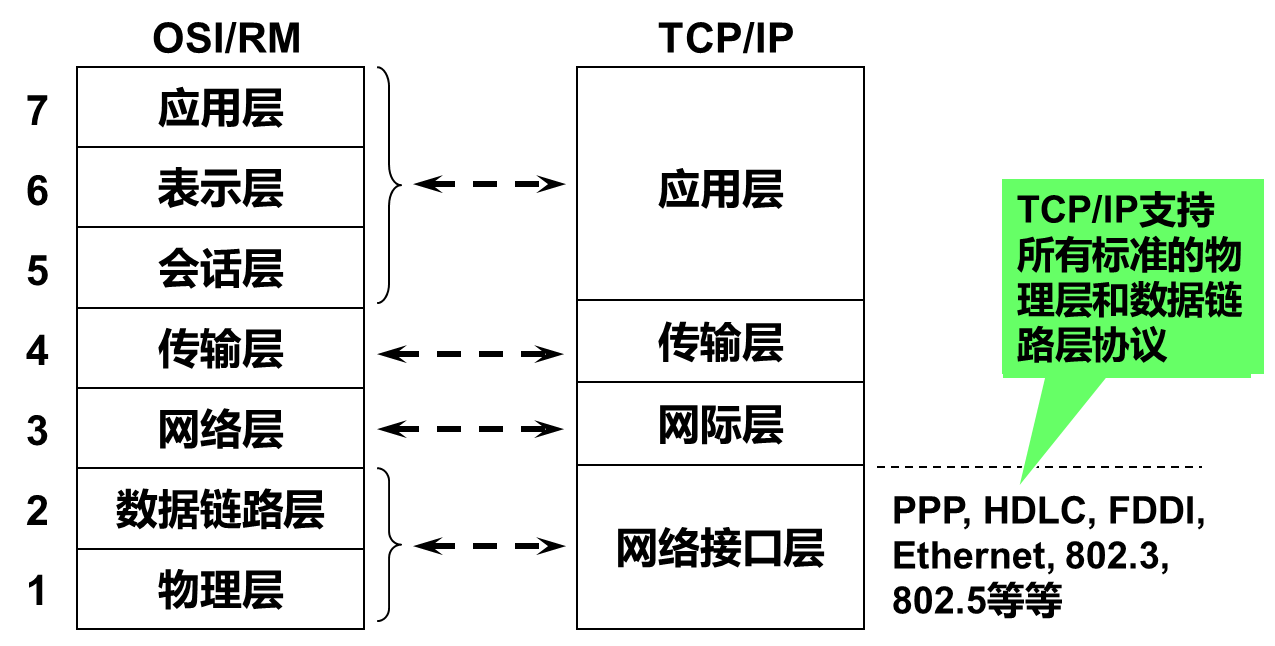 OSI/RM
TCP/IP
7
应用层
6
表示层
5
会话层
4
传输层
3
网络层
2
数据链路层
1
物理层
应用层
传输层
网际层
网络接口层
TCP/IP支持
所有标准的物
理层和数据链
路层协议
PPP, HDLC, FDDI,
Ethernet, 802.3,
802.5等等